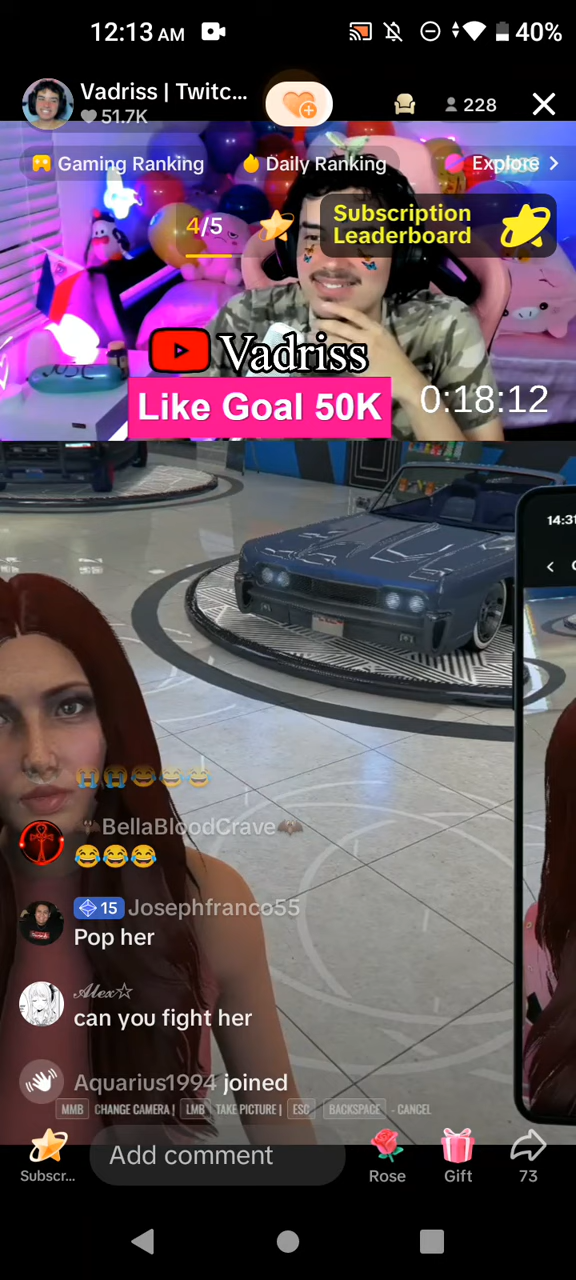 12:13 AM
40%
Vadriss | Twitc...
51.7K
228
Gaming Ranking
Daily Ranking
Explore
4/5
Subscription
Leaderboard
Vadriss
Like Goal 50K
0:18:12
14:31
BellaBloodCrave
15 Josephfranco55
Pop her
Alex☆
can you fight her
Aquarius1994 joined
MMB CHANGE CAMERA | LMB TAKE PICTURE | ESC BACKSPACE - CANCEL
Subscr...
Add comment
Rose
Gift
73